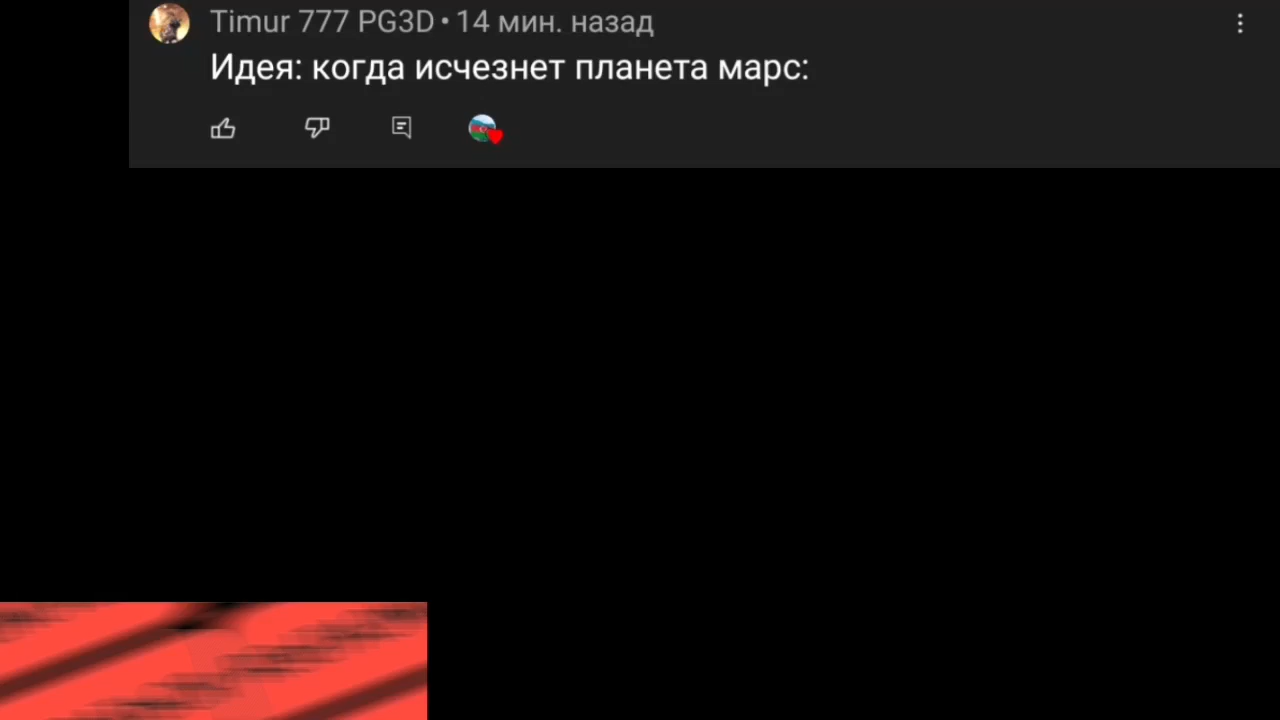 Timur 777 PG3D • 14 мин. назад
Идея: когда исчезнет планета марс: